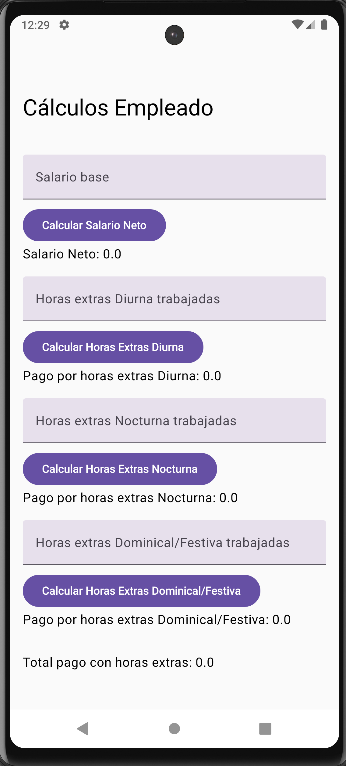 12:29
Cálculos Empleado
Salario base
Calcular Salario Neto
Salario Neto: 0.0
Horas extras Diurna trabajadas
Calcular Horas Extras Diurna
Pago por horas extras Diurna: 0.0
Horas extras Nocturna trabajadas
Calcular Horas Extras Nocturna
Pago por horas extras Nocturna: 0.0
Horas extras Dominical/Festiva trabajadas
Calcular Horas Extras Dominical/Festiva
Pago por horas extras Dominical/Festiva: 0.0
Total pago con horas extras: 0.0